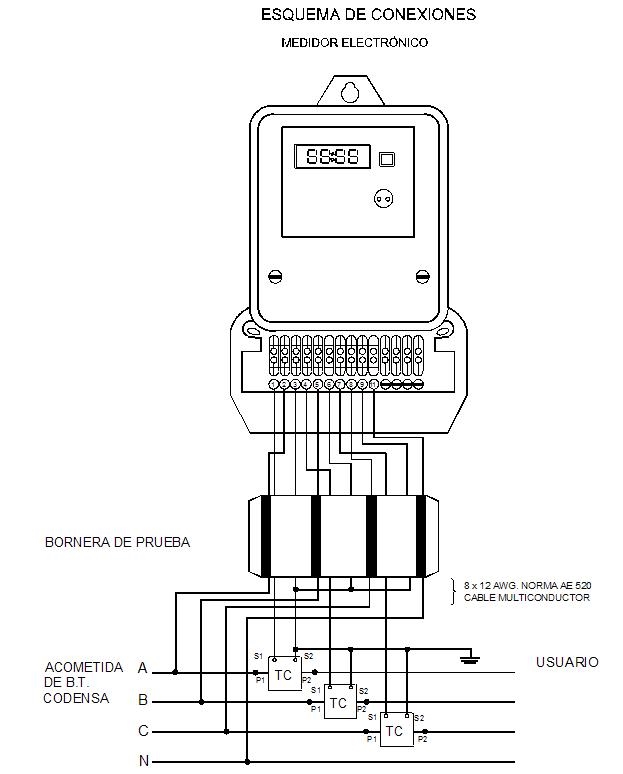 ESQUEMA DE CONEXIONES
MEDIDOR ELECTRÓNICO
1 2 3 4 5 6 7 8 9 11
BORNERA DE PRUEBA
8 x 12 AWG. NORMA AE 520
CABLE MULTICONDUCTOR
S1 S2
ACOMETIDA
DE B.T.
CODENSA
A
P1 TC P2
USUARIO
S1 S2
B
P1 TC P2
S1 S2
C
P1 TC P2
N